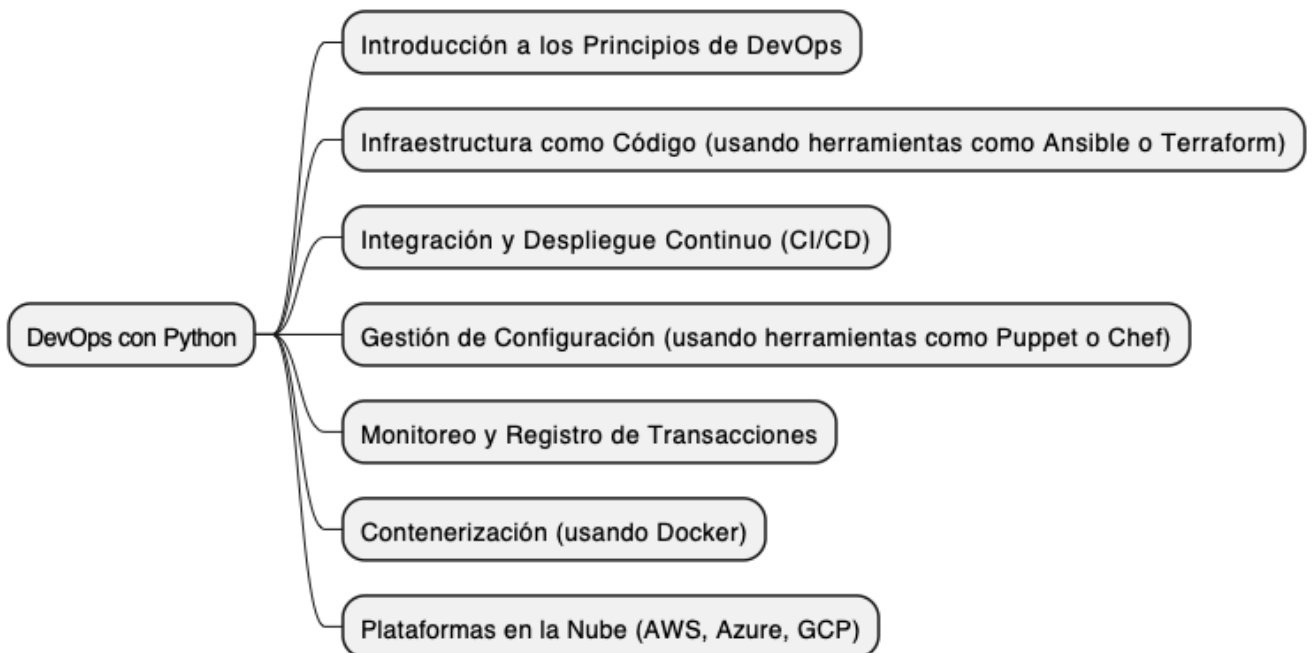 Introducción a los Principios de DevOps
Infraestructura como Código (usando herramientas como Ansible o Terraform)
Integración y Despliegue Continuo (CI/CD)
DevOps con Python
Gestión de Configuración (usando herramientas como Puppet o Chef)
Monitoreo y Registro de Transacciones
Contenerización (usando Docker)
Plataformas en la Nube (AWS, Azure, GCP)